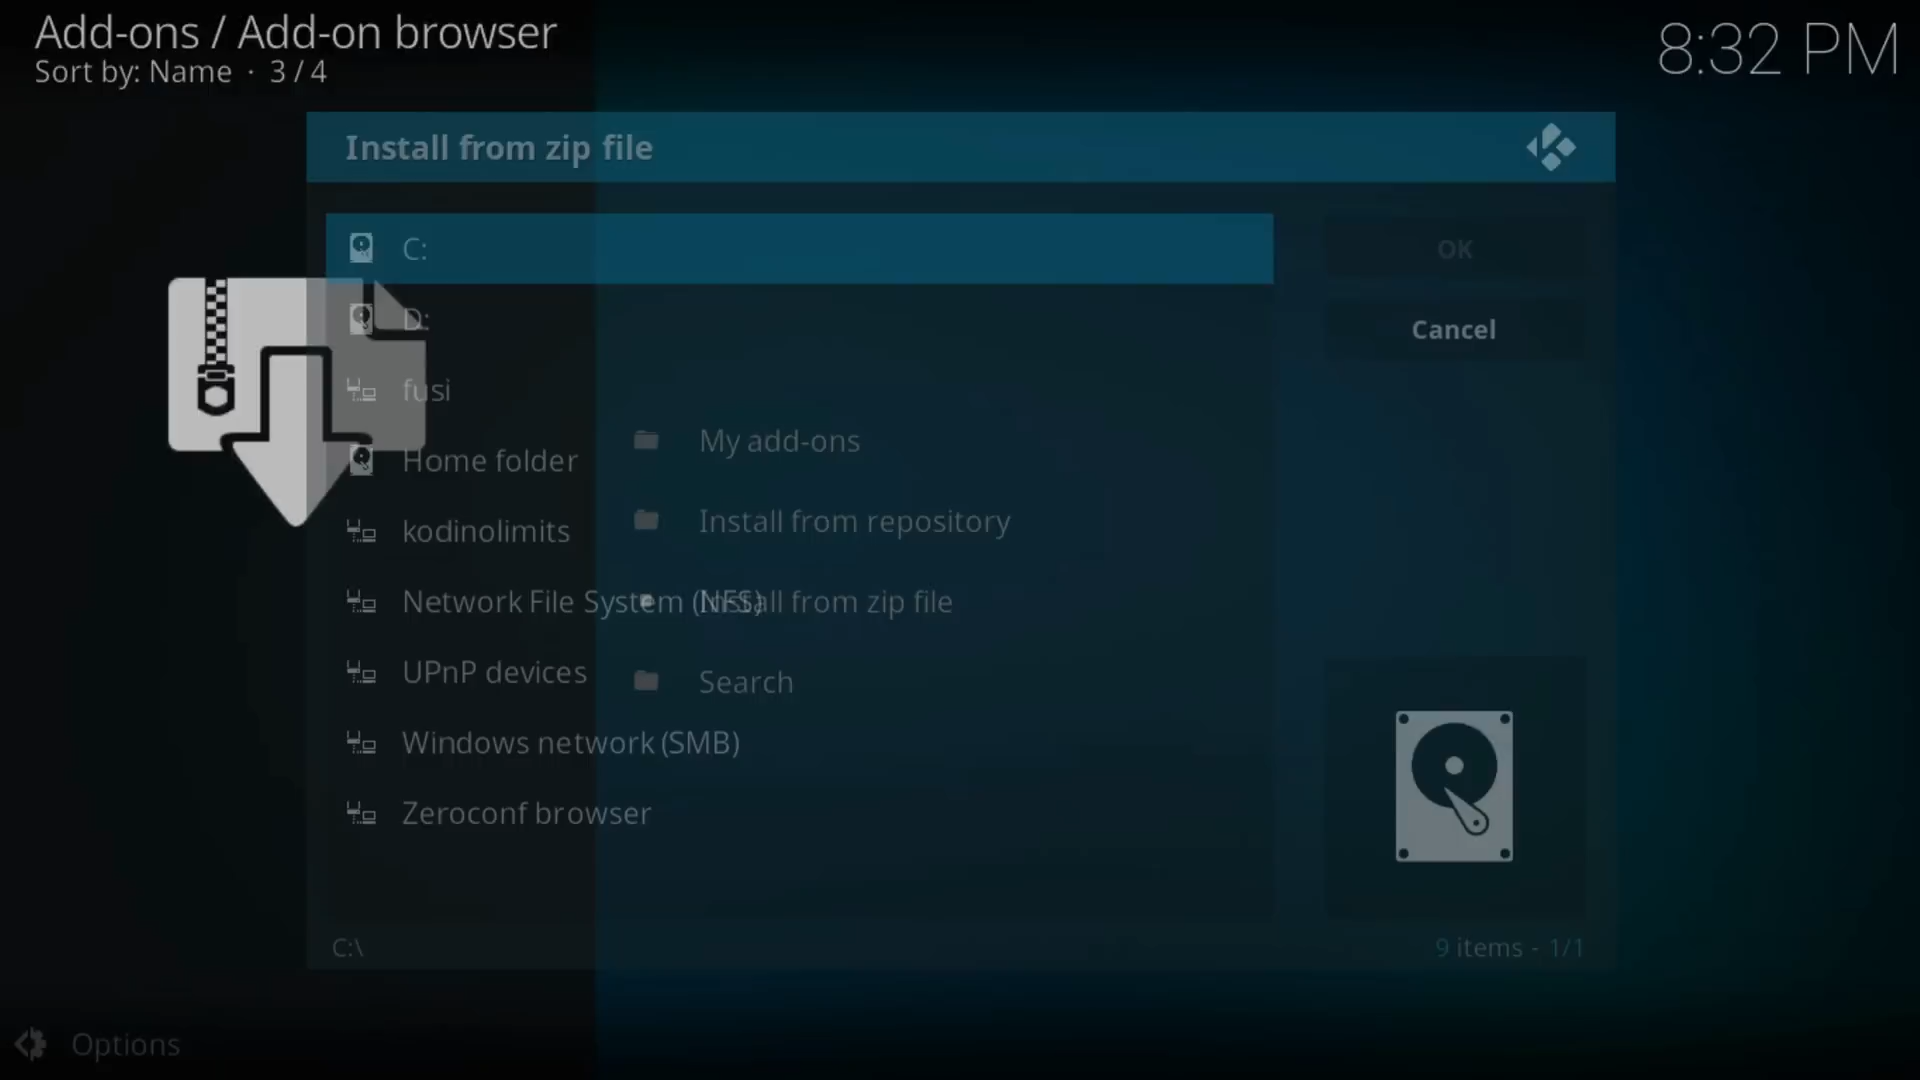 Add-ons / Add-on browser
Sort by: Name · 3 / 4
8:32 PM
Install from zip file
C:
OK
D:
Cancel
fusi
My add-ons
Home folder
Install from repository
kodinolimits
Network File System (NFS)
Install from zip file
UPnP devices
Search
Windows network (SMB)
Zeroconf browser
C:\
9 items - 1/1
Options